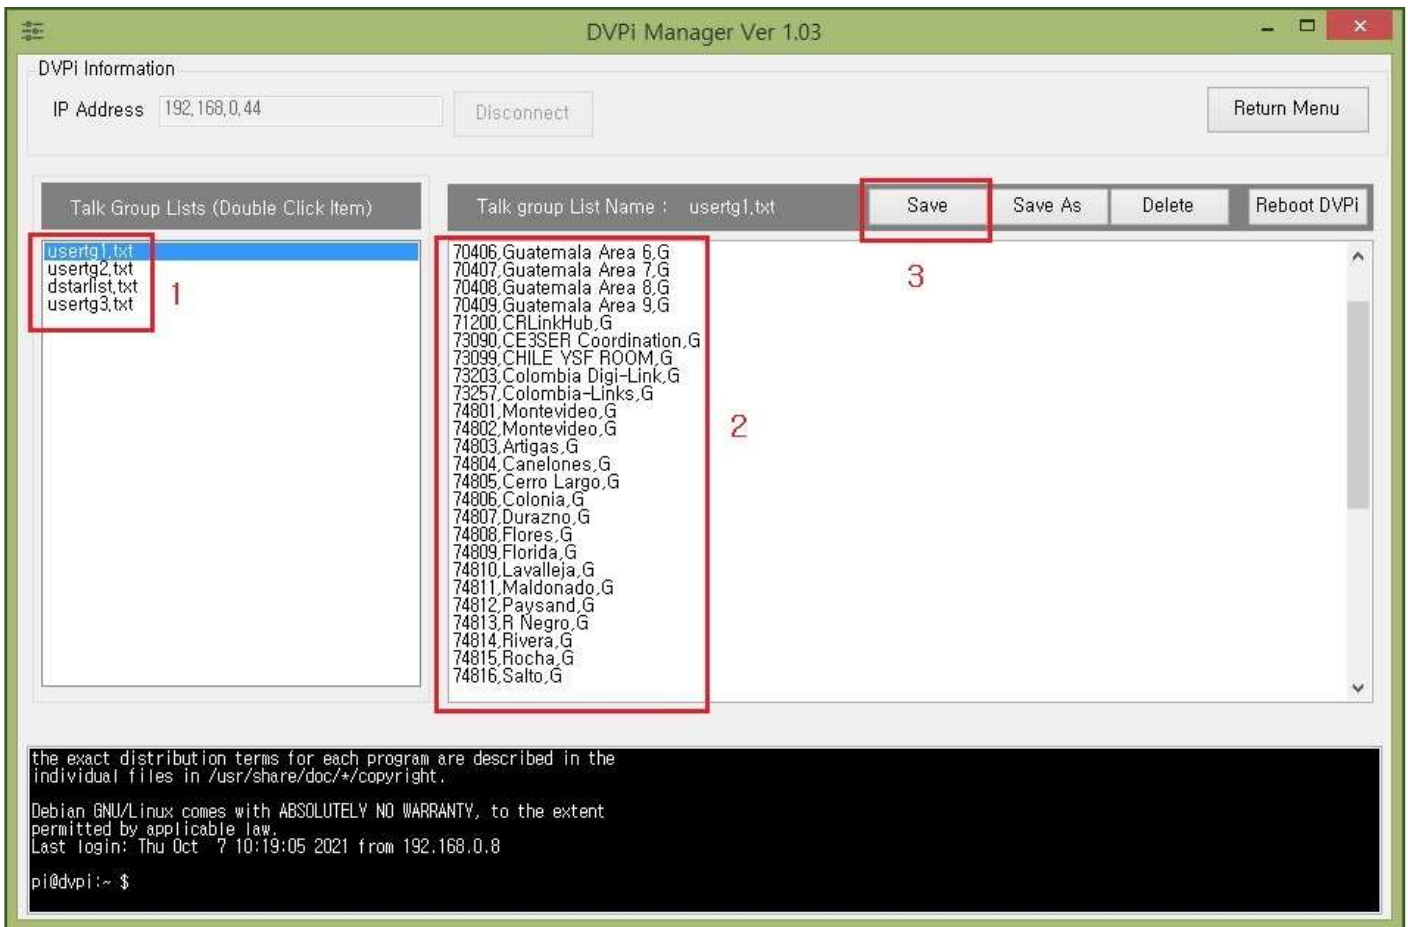 DVPi Manager Ver 1.03
DVPi Information
IP Address 192,168,0,44 Disconnect Return Menu
Talk Group Lists (Double Click Item)
Talk group List Name : usertg1,txt Save Save As Delete Reboot DVPi
usertg1,txt
usertg2,txt
dstarlist,txt
usertg3,txt
1
70406,Guatemala Area 6,G
70407,Guatemala Area 7,G
70408,Guatemala Area 8,G
70409,Guatemala Area 9,G
71200,CRLinkHub,G
73090,CE3SER Coordination,G
73099,CHILE YSF ROOM,G
73203,Colombia Digi-Link,G
73257,Colombia-Links,G
74801,Montevideo,G
74802,Montevideo,G
74803,Artigas,G
74804,Canelones,G
74805,Cerro Largo,G
74806,Colonia,G
74807,Durazno,G
74808,Flores,G
74809,Florida,G
74810,Lavalleja,G
74811,Maldonado,G
74812,Paysand,G
74813,R Negro,G
74814,Rivera,G
74815,Rocha,G
74816,Salto,G
2
3
the exact distribution terms for each program are described in the
individual files in /usr/share/doc/*/copyright.
Debian GNU/Linux comes with ABSOLUTELY NO WARRANTY, to the extent
permitted by applicable law.
Last login: Thu Oct 7 10:19:05 2021 from 192.168.0.8
pi@dvpi:~ $